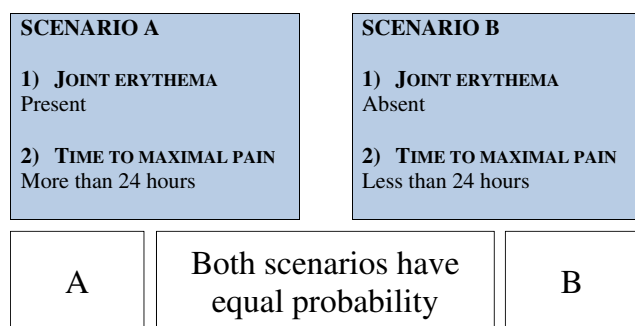 SCENARIO A
1) JOINT ERYTHEMA
Present
2) TIME TO MAXIMAL PAIN
More than 24 hours
SCENARIO B
1) JOINT ERYTHEMA
Absent
2) TIME TO MAXIMAL PAIN
Less than 24 hours
A
Both scenarios have
equal probability
B